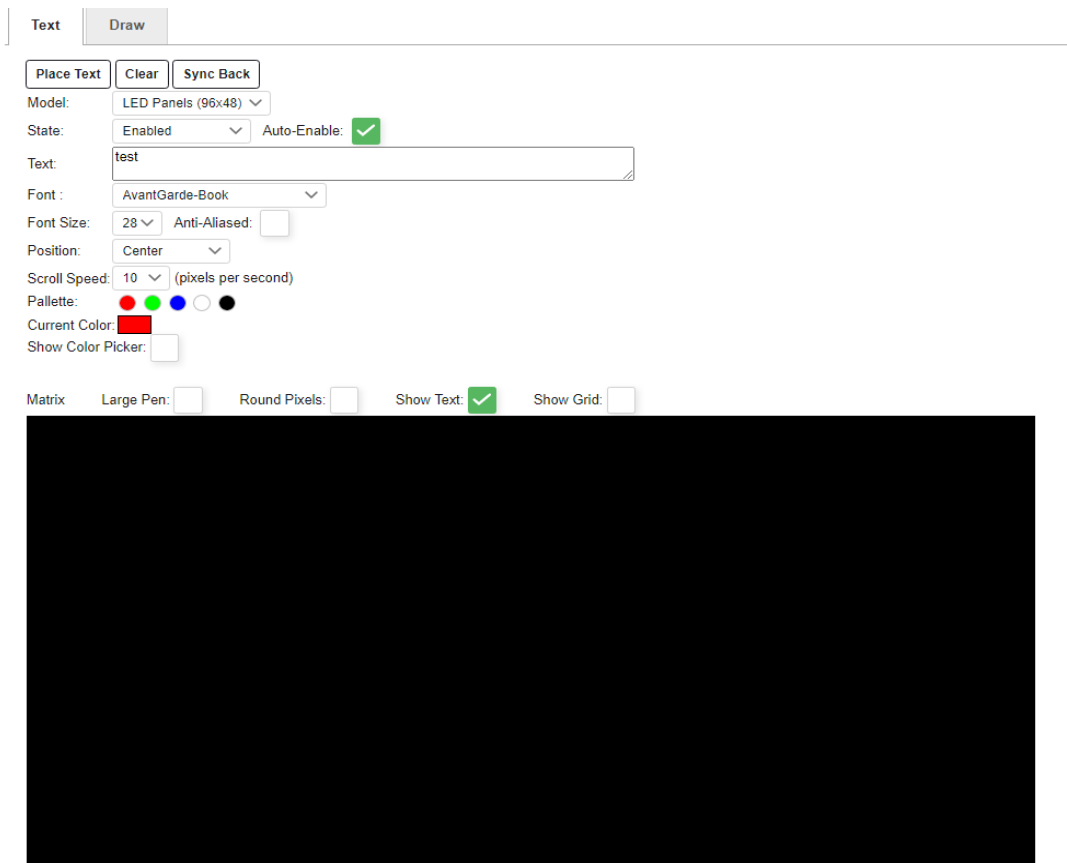 Text Draw
Place Text Clear Sync Back
Model: LED Panels (96x48)
State: Enabled Auto-Enable:
Text: test
Font : AvantGarde-Book
Font Size: 28 Anti-Aliased:
Position: Center
Scroll Speed: 10 (pixels per second)
Pallette:
Current Color:
Show Color Picker:
Matrix Large Pen: Round Pixels: Show Text: Show Grid: